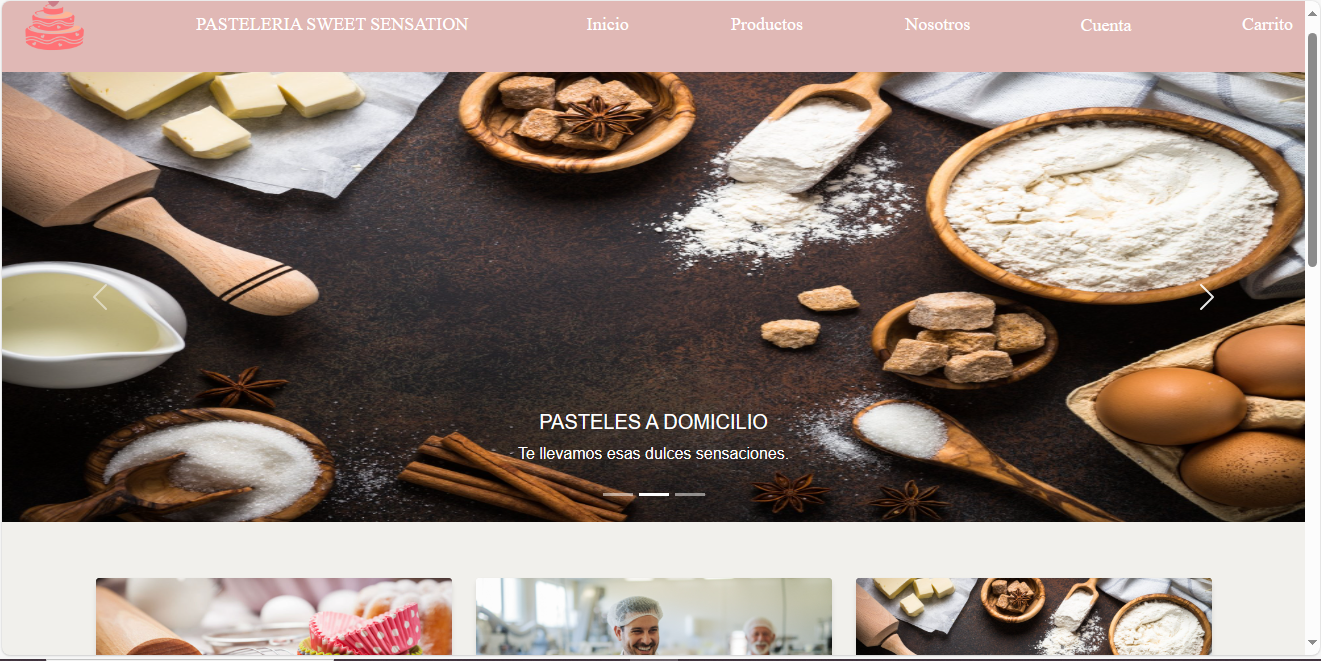 PASTELERIA SWEET SENSATION Inicio Productos Nosotros Cuenta Carrito
PASTELES A DOMICILIO
Te llevamos esas dulces sensaciones.